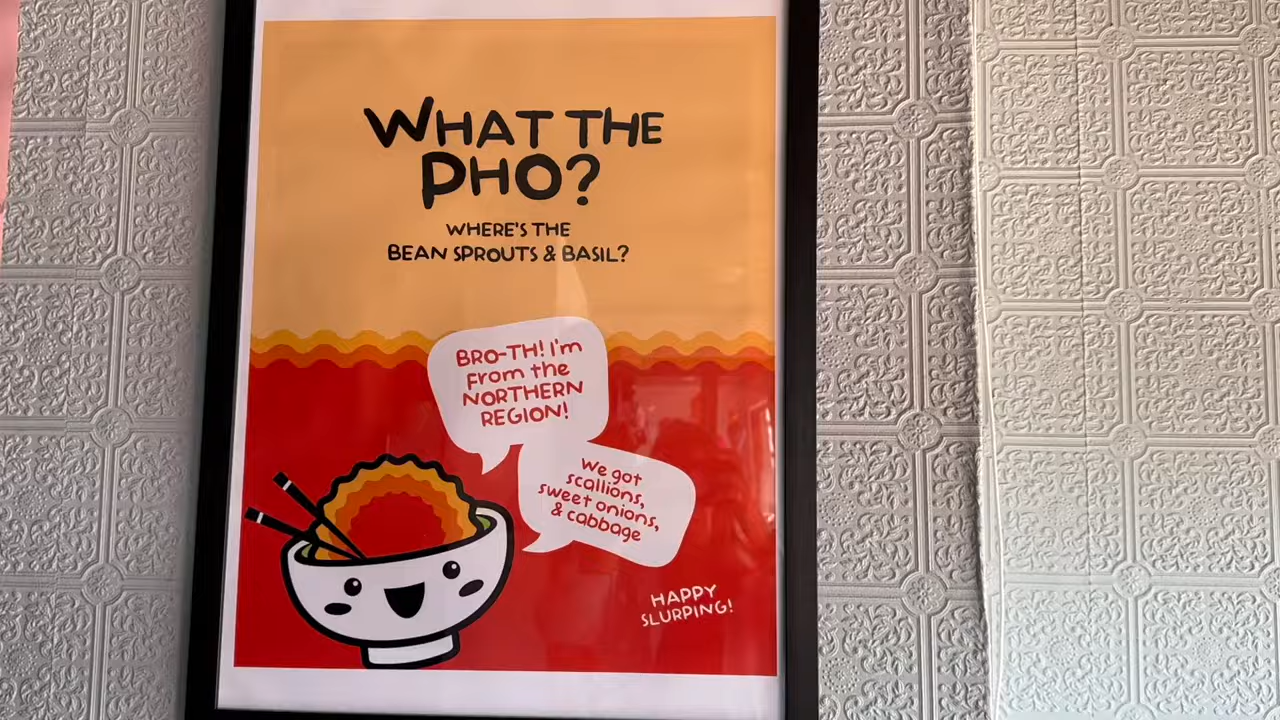 WHAT THE
PHO?
WHERE'S THE
BEAN SPROUTS & BASIL?
BRO-TH! I'm
from the
NORTHERN
REGION!
We got
scallions,
sweet onions,
& cabbage
HAPPY
SLURPING!